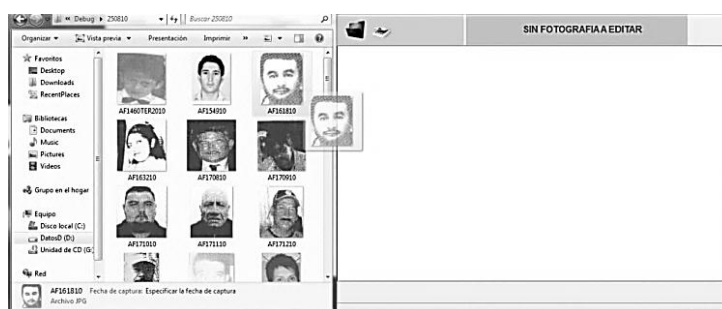 « Debug ▸ 250810
Buscar 250810
Organizar
Vista previa
Presentación
Imprimir
»
SIN FOTOGRAFIA A EDITAR
Favoritos
Desktop
Downloads
RecentPlaces
Bibliotecas
Documents
Music
Pictures
Videos
Grupo en el hogar
Equipo
Disco local (C:)
DatosD (D:)
Unidad de CD (G:
Red
AF1460TER2010
AF154910
AF161810
AF163210
AF170810
AF170910
AF171010
AF171110
AF171210
AF161810 Fecha de captura: Especificar la fecha de captura
Archivo JPG